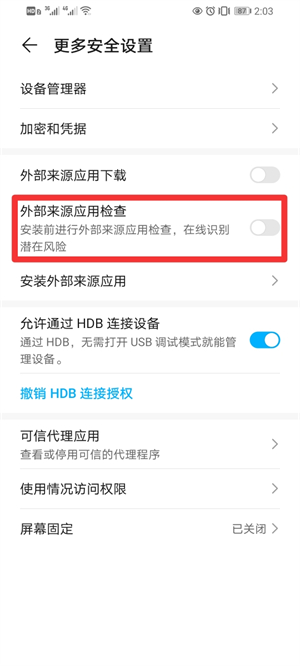 HD n 3G 4G 87 2:03
更多安全设置
设备管理器
加密和凭据
外部来源应用下载
外部来源应用检查
安装前进行外部来源应用检查，在线识别
潜在风险
安装外部来源应用
允许通过 HDB 连接设备
通过 HDB，无需打开 USB 调试模式就能管
理设备。
撤销 HDB 连接授权
可信代理应用
查看或停用可信的代理程序
使用情况访问权限
屏幕固定 已关闭